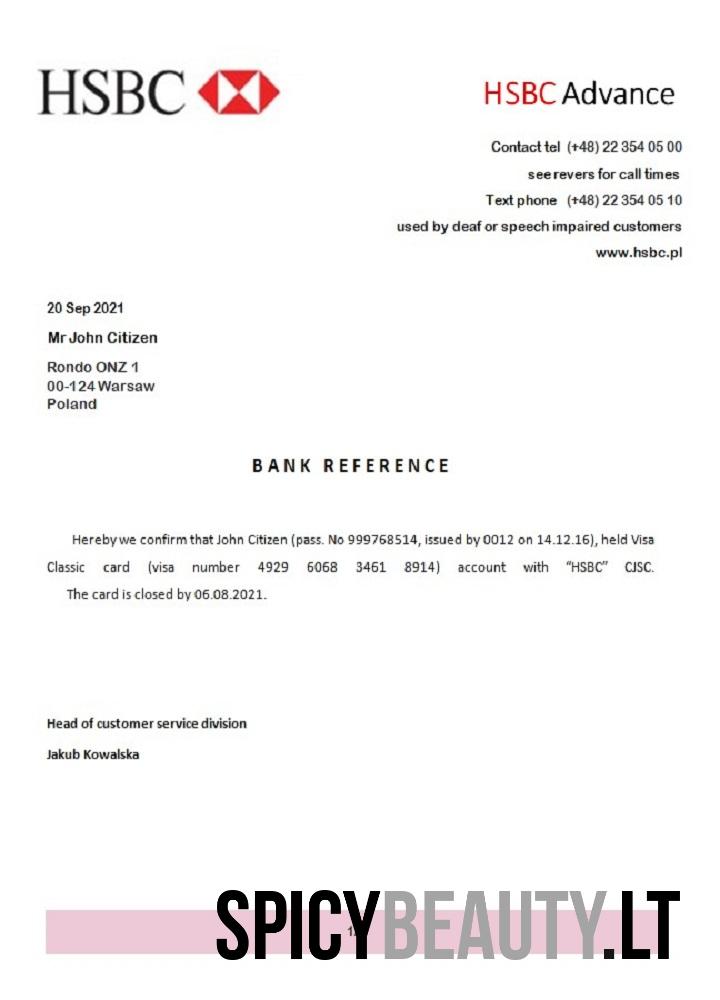 HSBC
HSBC Advance
Contact tel (+48) 22 354 05 00
see revers for call times
Text phone (+48) 22 354 05 10
used by deaf or speech impaired customers
www.hsbc.pl
20 Sep 2021
Mr John Citizen
Rondo ONZ 1
00-124 Warsaw
Poland
BANK REFERENCE
Hereby we confirm that John Citizen (pass. No 999768514, issued by 0012 on 14.12.16), held Visa
Classic card (visa number 4929 6068 3461 8914) account with “HSBC” CJSC.
The card is closed by 06.08.2021.
Head of customer service division
Jakub Kowalska
SPICYBEAUTY.LT